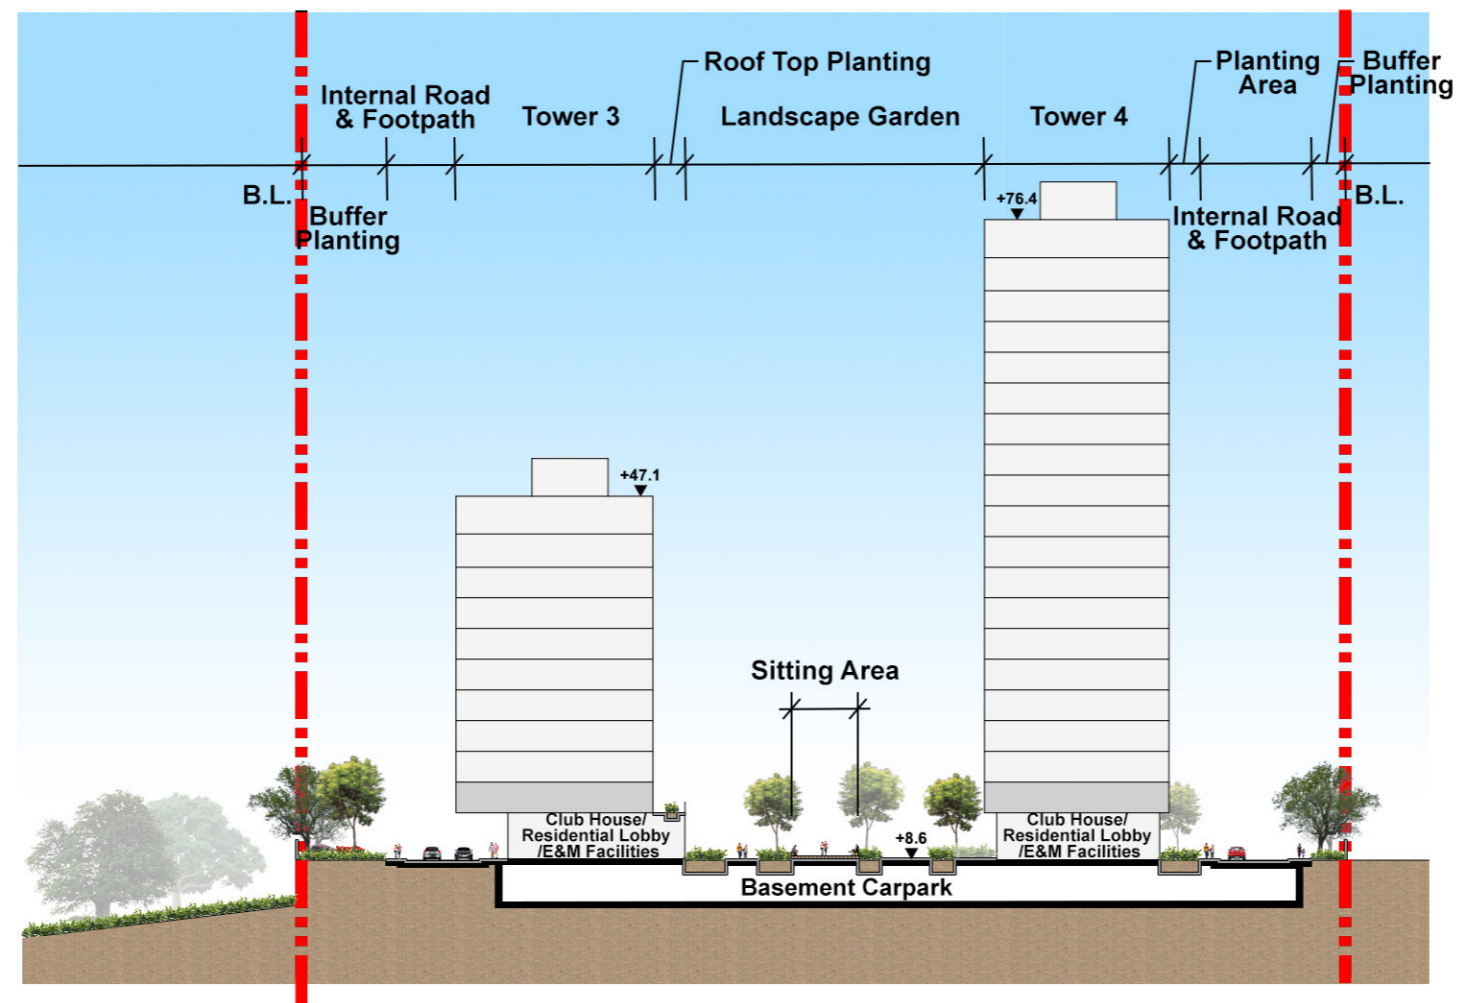 Roof Top Planting
Planting
Area
Buffer
Planting
Internal Road
& Footpath
Tower 3
Landscape Garden
Tower 4
B.L.
Buffer
Planting
+76.4
B.L.
Internal Road
& Footpath
+47.1
Sitting Area
Club House/
Residential Lobby
/E&M Facilities
+8.6
Club House/
Residential Lobby
/E&M Facilities
Basement Carpark